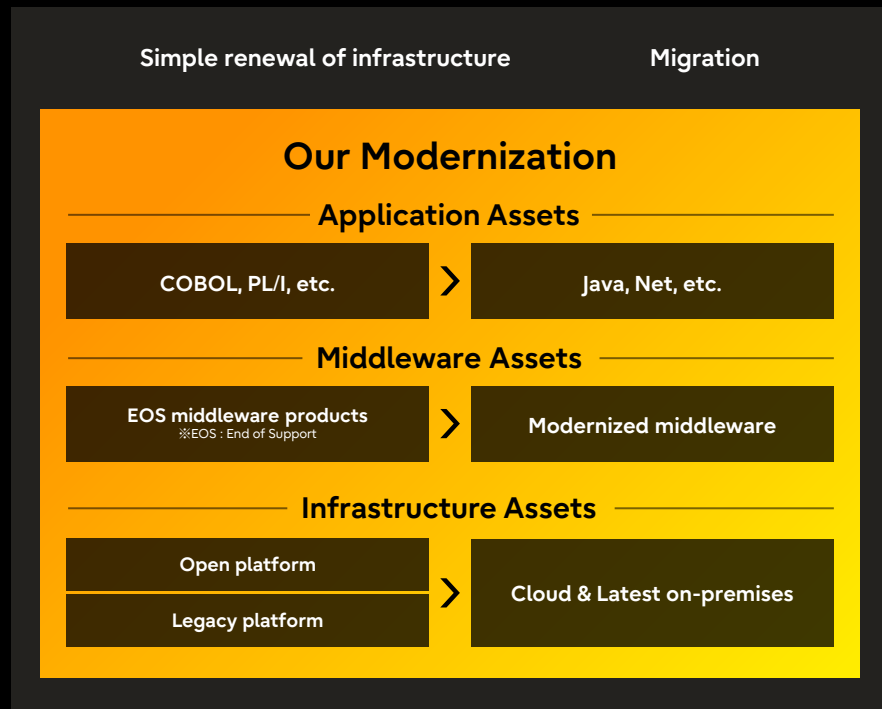 Simple renewal of infrastructure
Migration
Our Modernization
Application Assets
COBOL, PL/I, etc.
Java, Net, etc.
Middleware Assets
EOS middleware products
※EOS : End of Support
Modernized middleware
Infrastructure Assets
Open platform
Legacy platform
Cloud & Latest on-premises